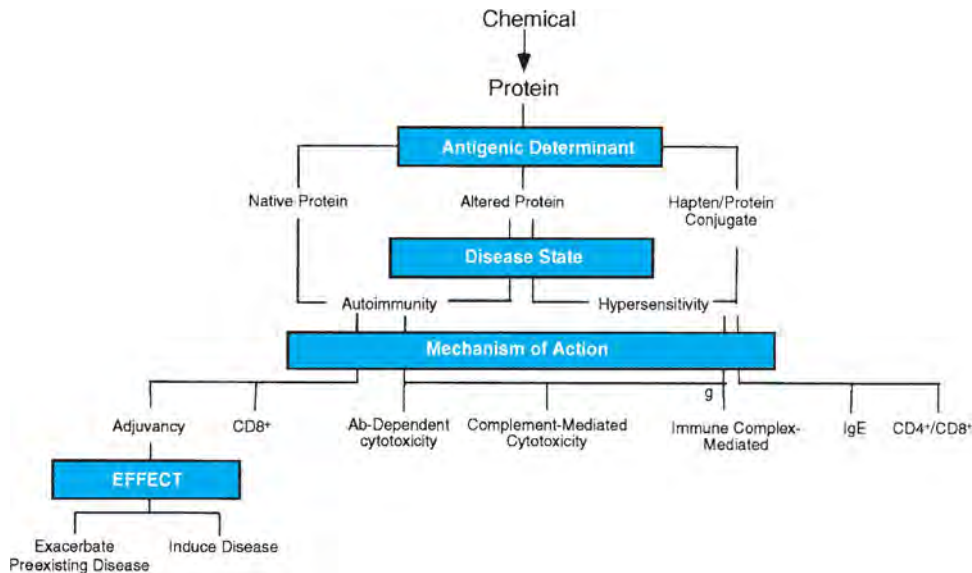 Chemical
Protein
Antigenic Determinant
Native Protein
Altered Protein
Hapten/Protein
Conjugate
Disease State
Autoimmunity
Hypersensitivity
Mechanism of Action
g
Adjuvancy
CD8⁺
Ab-Dependent
cytotoxicity
Complement-Mediated
Cytotoxicity
Immune Complex-
Mediated
IgE
CD4⁺/CD8⁺
EFFECT
Exacerbate
Preexisting Disease
Induce Disease